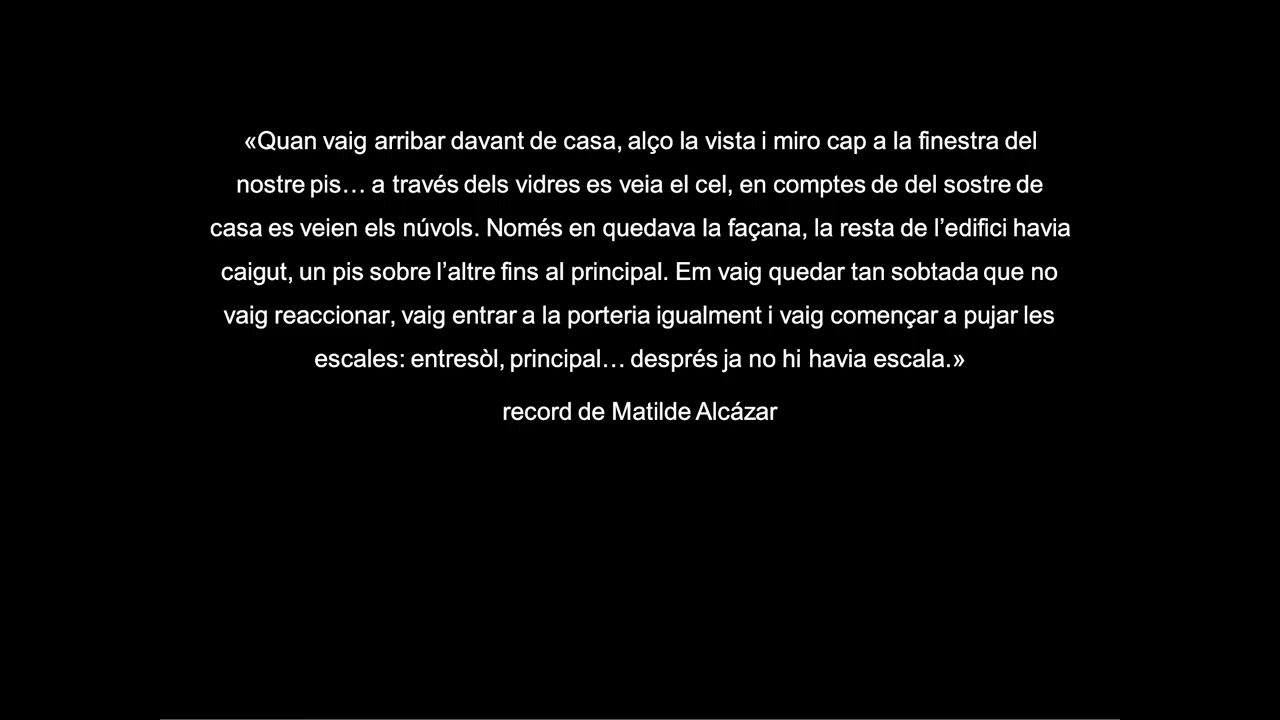 «Quan vaig arribar davant de casa, alço la vista i miro cap a la finestra del
nostre pis… a través dels vidres es veia el cel, en comptes de del sostre de
casa es veien els núvols. Només en quedava la façana, la resta de l’edifici havia
caigut, un pis sobre l’altre fins al principal. Em vaig quedar tan sobtada que no
vaig reaccionar, vaig entrar a la porteria igualment i vaig començar a pujar les
escales: entresòl, principal… després ja no hi havia escala.»
record de Matilde Alcázar